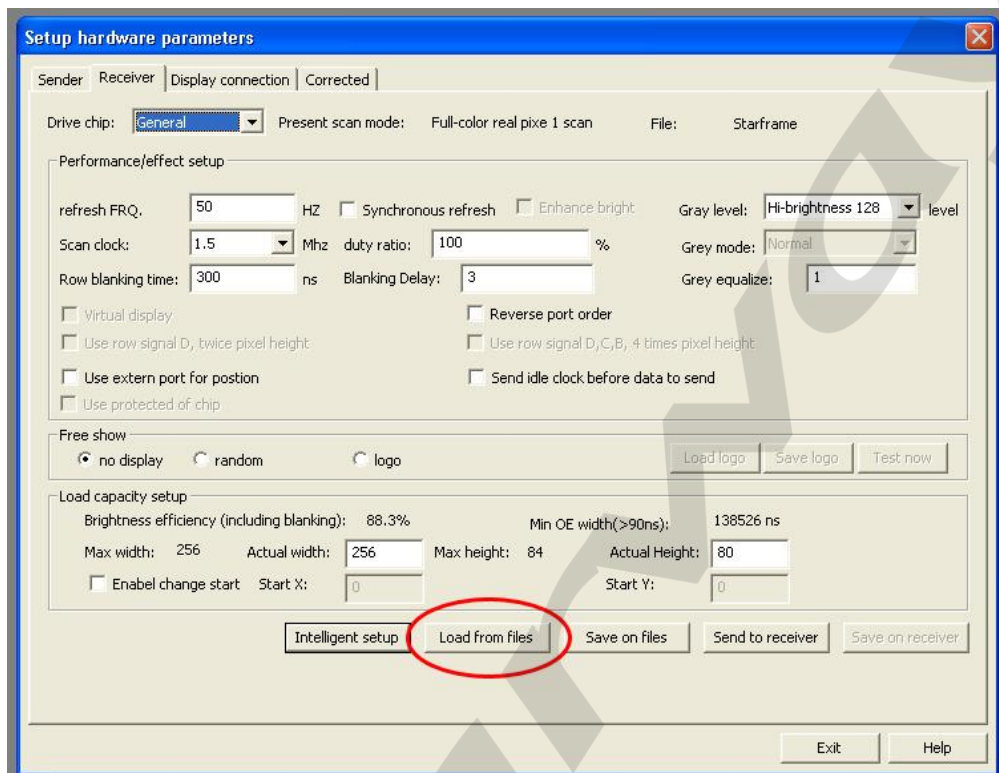 Setup hardware parameters
Sender Receiver Display connection Corrected
Drive chip: General Present scan mode: Full-color real pixe 1 scan File: Starframe
Performance/effect setup
refresh FRQ. 50 HZ Synchronous refresh Enhance bright Gray level: Hi-brightness 128 level
Scan clock: 1.5 Mhz duty ratio: 100 % Grey mode: Normal
Row blanking time: 300 ns Blanking Delay: 3 Grey equalize: 1
Virtual display Reverse port order
Use row signal D, twice pixel height Use row signal D,C,B, 4 times pixel height
Use extern port for postion Send idle clock before data to send
Use protected of chip
Free show
no display random logo Load logo Save logo Test now
Load capacity setup
Brightness efficiency (including blanking): 88.3% Min OE width(>90ns): 138526 ns
Max width: 256 Actual width: 256 Max height: 84 Actual Height: 80
Enabel change start Start X: 0 Start Y: 0
Intelligent setup Load from files Save on files Send to receiver Save on receiver
Exit Help